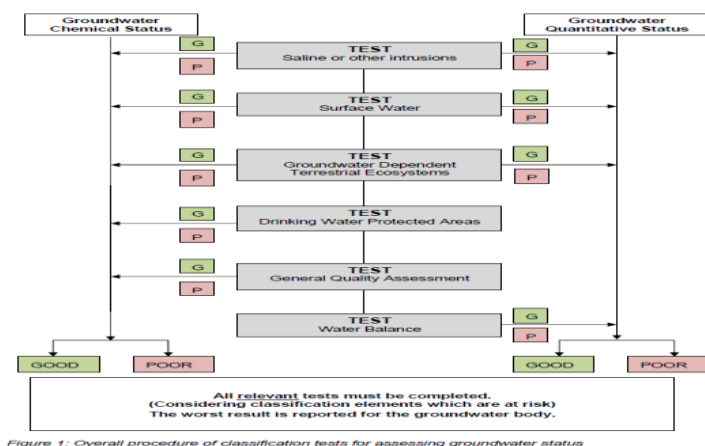 Groundwater
Chemical Status
Groundwater
Quantitative Status
G
P
TEST
Saline or other intrusions
G
P
G
P
TEST
Surface Water
G
P
G
P
TEST
Groundwater Dependent
Terrestrial Ecosystems
G
P
G
P
TEST
Drinking Water Protected Areas
G
P
TEST
General Quality Assessment
TEST
Water Balance
G
P
GOOD
POOR
GOOD
POOR
All relevant tests must be completed.
(Considering classification elements which are at risk)
The worst result is reported for the groundwater body.
Figure 1: Overall procedure of classification tests for assessing groundwater status